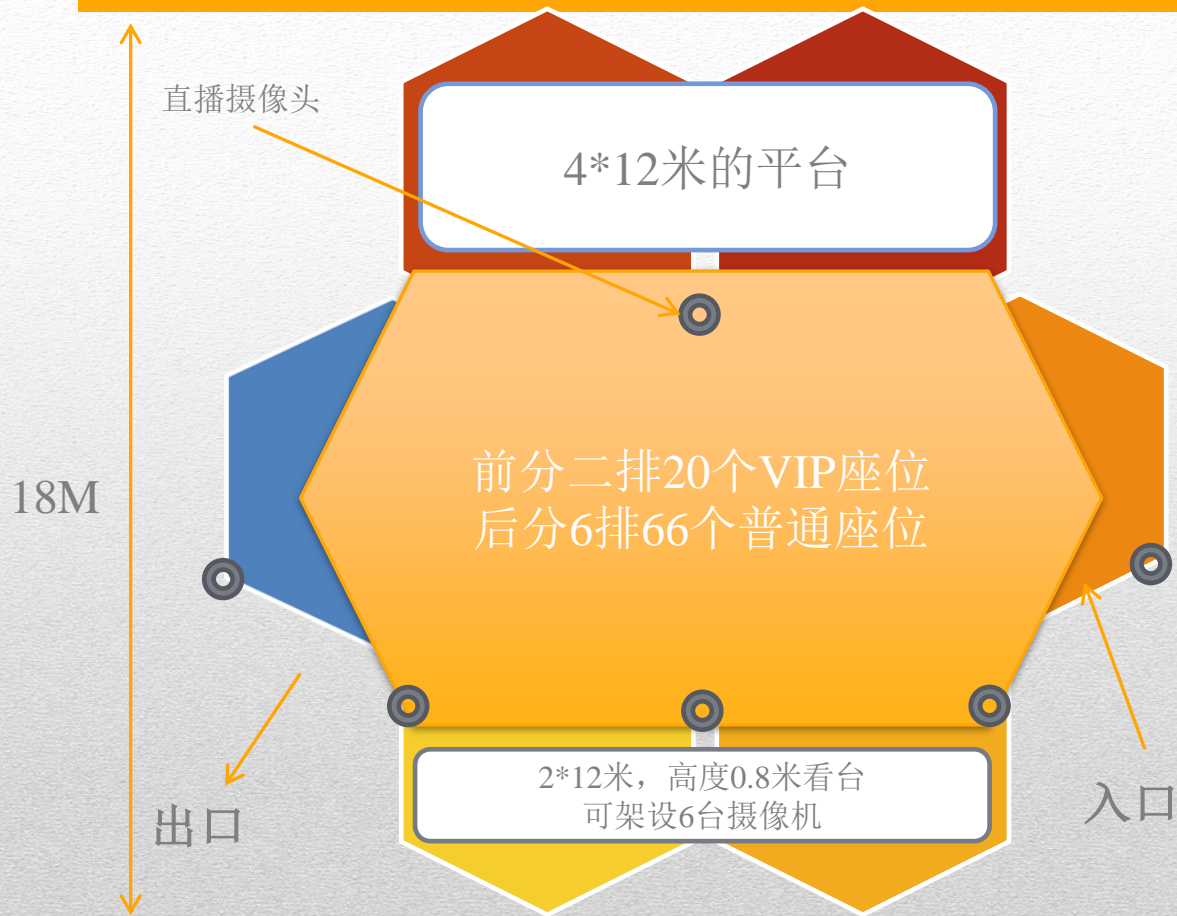 直播摄像头
4*12米的平台
18M
前分二排20个VIP座位
后分6排66个普通座位
2*12米，高度0.8米看台
可架设6台摄像机
出口
入口